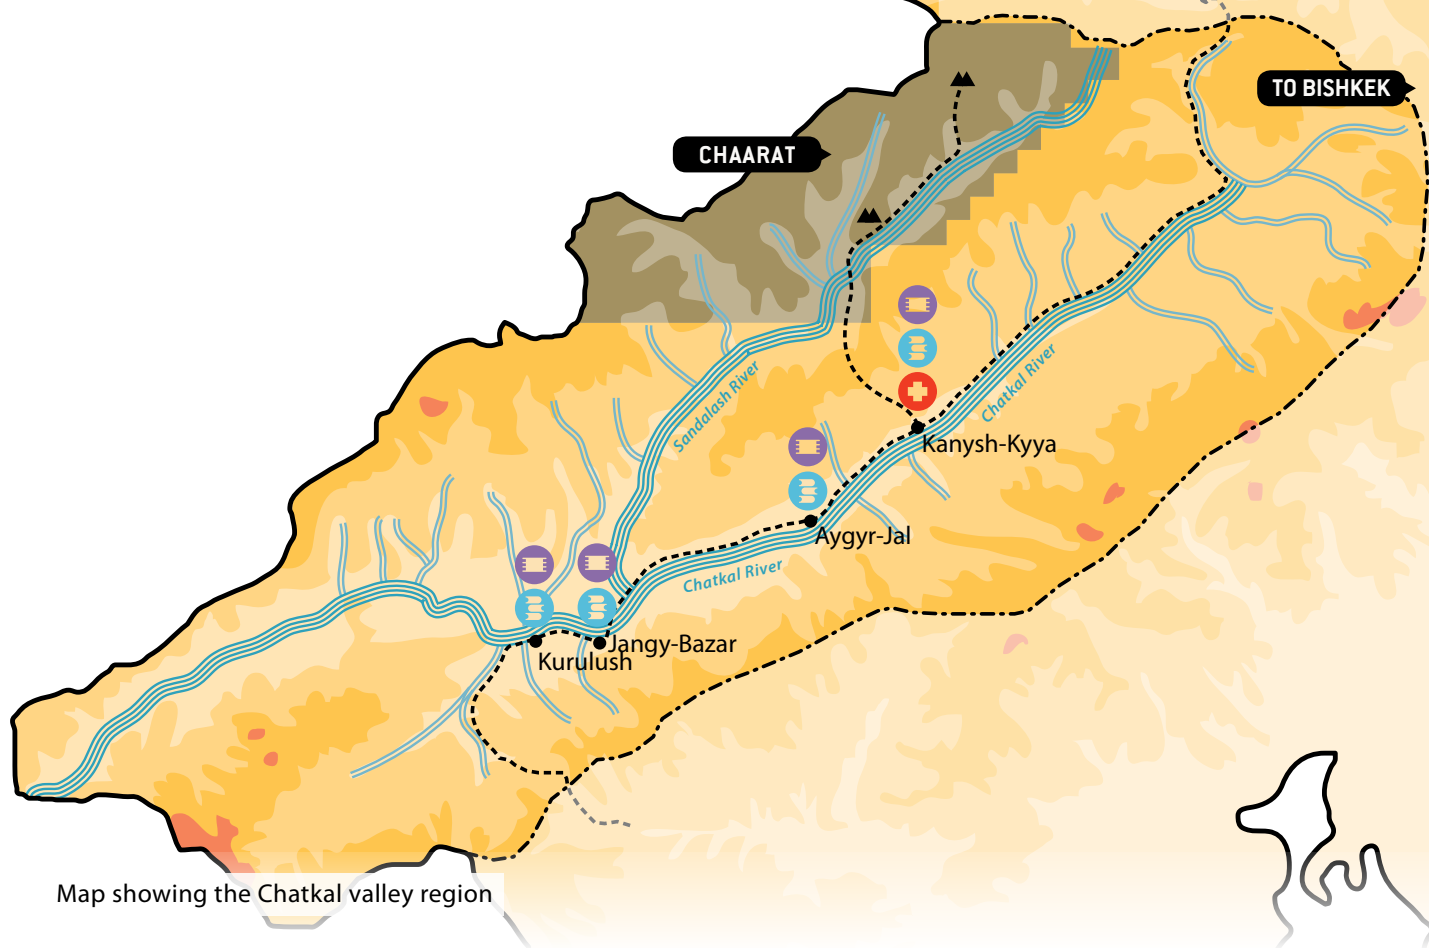 TO BISHKEK
CHAARAT
Sandalash River
Chatkal River
Kanysh-Kyya
Aygyr-Jal
Chatkal River
Jangy-Bazar
Kurulush
Map showing the Chatkal valley region